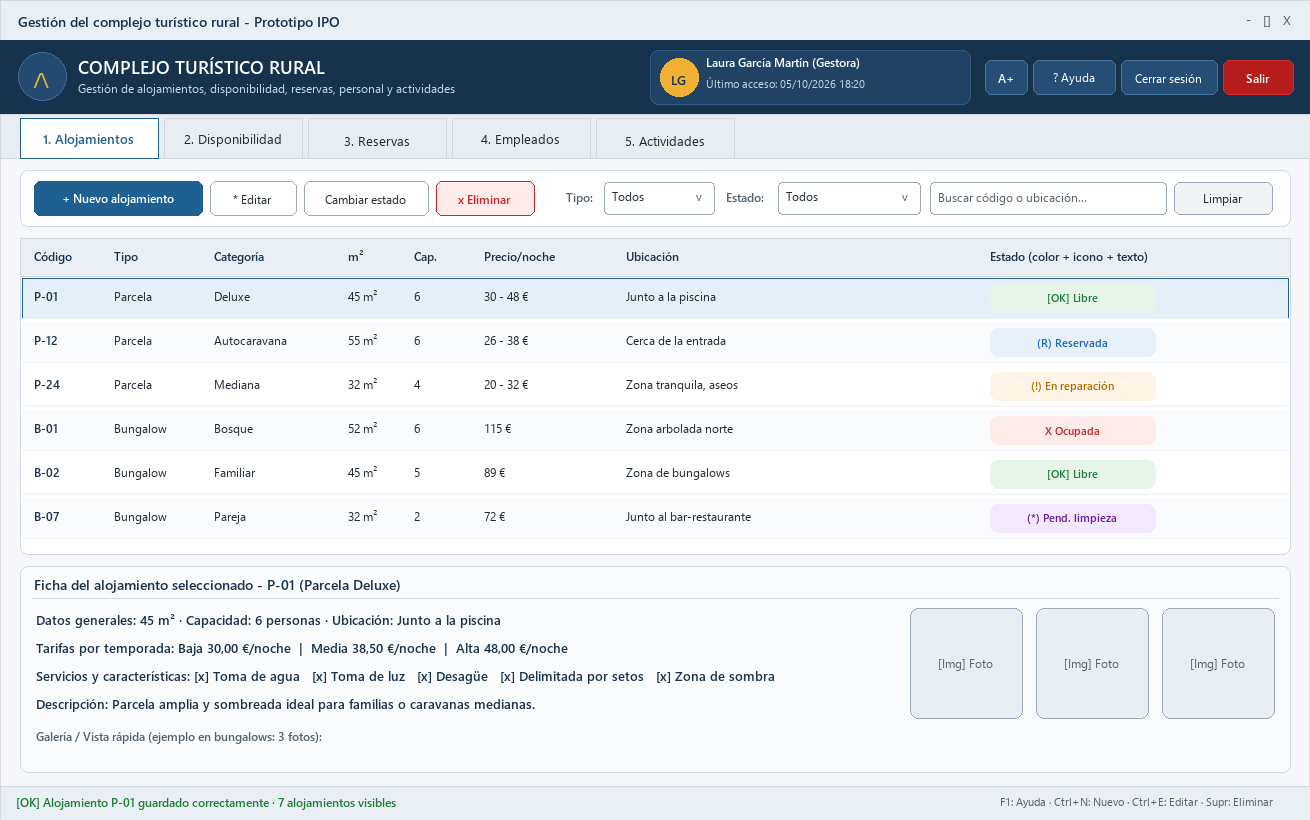 Gestión del complejo turístico rural - Prototipo IPO - [] X
/\ COMPLEJO TURÍSTICO RURAL
Gestión de alojamientos, disponibilidad, reservas, personal y actividades
LG Laura García Martín (Gestora)
Último acceso: 05/10/2026 18:20
A+ ? Ayuda Cerrar sesión Salir
1. Alojamientos 2. Disponibilidad 3. Reservas 4. Empleados 5. Actividades
+ Nuevo alojamiento * Editar Cambiar estado x Eliminar Tipo: Todos v Estado: Todos v Buscar código o ubicación... Limpiar
Código Tipo Categoría m² Cap. Precio/noche Ubicación Estado (color + icono + texto)
P-01 Parcela Deluxe 45 m² 6 30 - 48 € Junto a la piscina [OK] Libre
P-12 Parcela Autocaravana 55 m² 6 26 - 38 € Cerca de la entrada (R) Reservada
P-24 Parcela Mediana 32 m² 4 20 - 32 € Zona tranquila, aseos (!) En reparación
B-01 Bungalow Bosque 52 m² 6 115 € Zona arbolada norte X Ocupada
B-02 Bungalow Familiar 45 m² 5 89 € Zona de bungalows [OK] Libre
B-07 Bungalow Pareja 32 m² 2 72 € Junto al bar-restaurante (*) Pend. limpieza
Ficha del alojamiento seleccionado - P-01 (Parcela Deluxe)
Datos generales: 45 m² · Capacidad: 6 personas · Ubicación: Junto a la piscina
Tarifas por temporada: Baja 30,00 €/noche | Media 38,50 €/noche | Alta 48,00 €/noche
Servicios y características: [x] Toma de agua [x] Toma de luz [x] Desagüe [x] Delimitada por setos [x] Zona de sombra
Descripción: Parcela amplia y sombreada ideal para familias o caravanas medianas.
Galería / Vista rápida (ejemplo en bungalows: 3 fotos):
[Img] Foto [Img] Foto [Img] Foto
[OK] Alojamiento P-01 guardado correctamente · 7 alojamientos visibles
F1: Ayuda · Ctrl+N: Nuevo · Ctrl+E: Editar · Supr: Eliminar